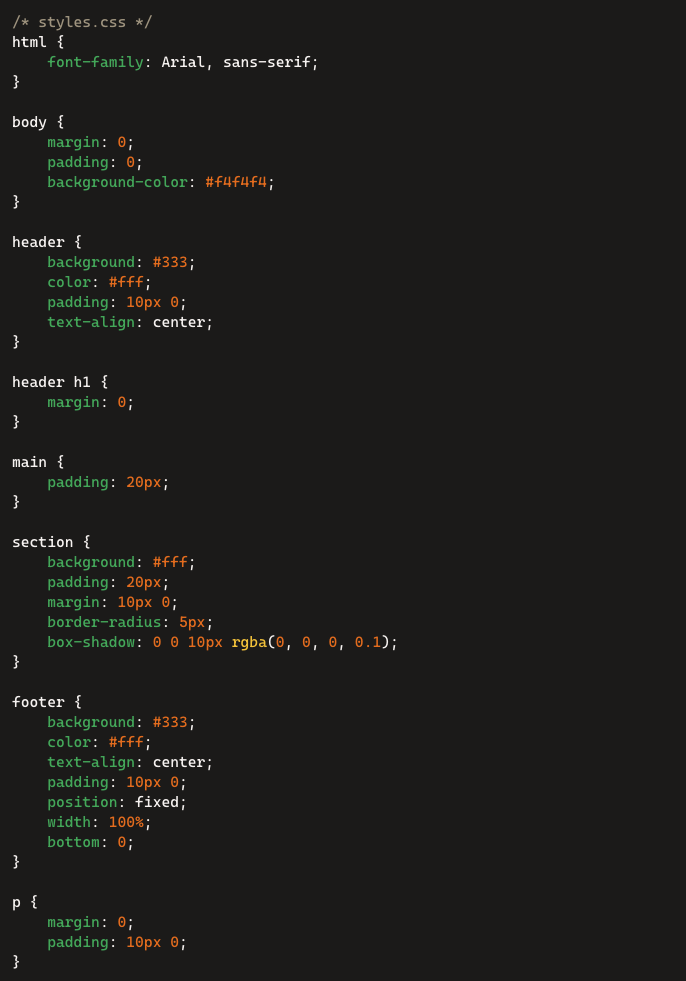 /* styles.css */
html {
    font-family: Arial, sans-serif;
}

body {
    margin: 0;
    padding: 0;
    background-color: #f4f4f4;
}

header {
    background: #333;
    color: #fff;
    padding: 10px 0;
    text-align: center;
}

header h1 {
    margin: 0;
}

main {
    padding: 20px;
}

section {
    background: #fff;
    padding: 20px;
    margin: 10px 0;
    border-radius: 5px;
    box-shadow: 0 0 10px rgba(0, 0, 0, 0.1);
}

footer {
    background: #333;
    color: #fff;
    text-align: center;
    padding: 10px 0;
    position: fixed;
    width: 100%;
    bottom: 0;
}

p {
    margin: 0;
    padding: 10px 0;
}